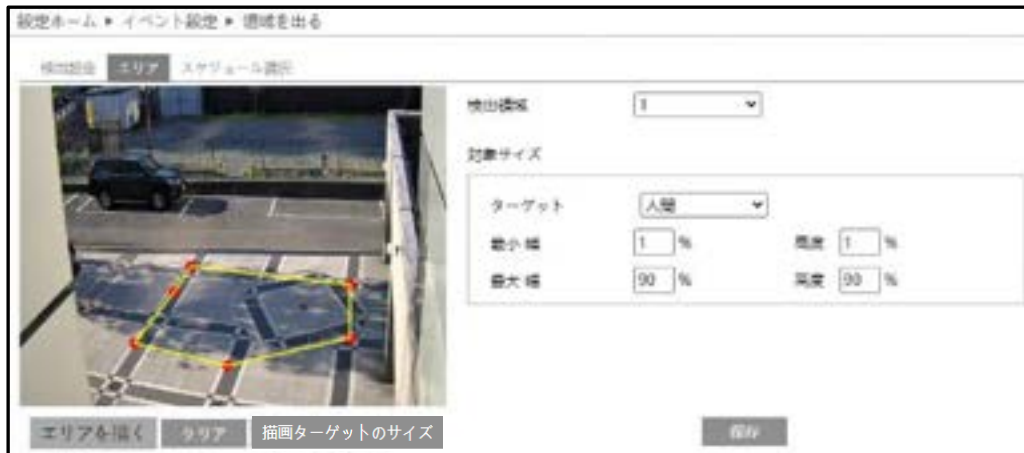 設定ホーム ▶ イベント設定 ▶ 領域を出る
検出設定 エリア スケジュール選択
検出領域 1
対象サイズ
ターゲット 人間
最小 幅 1 % 高度 1 %
最大 幅 90 % 高度 90 %
エリアを描く クリア 描画ターゲットのサイズ 保存